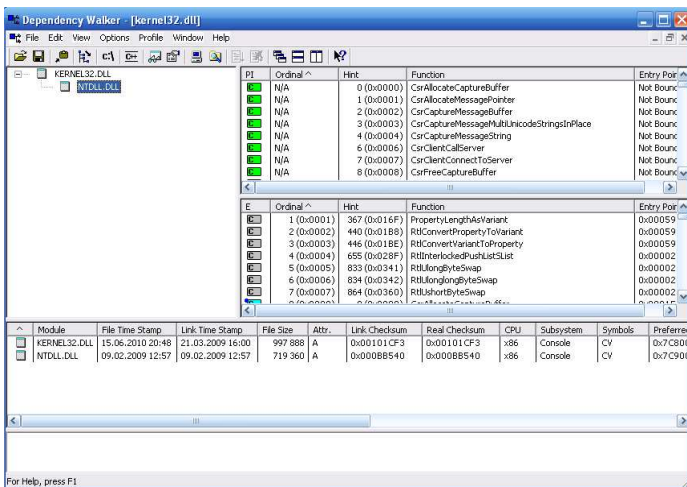 Dependency Walker - [kernel32.dll]
File Edit View Options Profile Window Help
c:\ C++
KERNEL32.DLL
NTDLL.DLL
PI Ordinal ^ Hint Function Entry Poir
C N/A 0 (0x0000) CsrAllocateCaptureBuffer Not Bounc
C N/A 1 (0x0001) CsrAllocateMessagePointer Not Bounc
C N/A 2 (0x0002) CsrCaptureMessageBuffer Not Bounc
C N/A 3 (0x0003) CsrCaptureMessageMultiUnicodeStringsInPlace Not Bounc
C N/A 4 (0x0004) CsrCaptureMessageString Not Bounc
C N/A 6 (0x0006) CsrClientCallServer Not Bounc
C N/A 7 (0x0007) CsrClientConnectToServer Not Bounc
C N/A 8 (0x0008) CsrFreeCaptureBuffer Not Bounc
E Ordinal ^ Hint Function Entry Poir
C 1 (0x0001) 367 (0x016F) PropertyLengthAsVariant 0x00059
C 2 (0x0002) 440 (0x01B8) RtlConvertPropertyToVariant 0x00059
C 3 (0x0003) 446 (0x01BE) RtlConvertVariantToProperty 0x00059
C 4 (0x0004) 655 (0x028F) RtlInterlockedPushListSList 0x00002
C 5 (0x0005) 833 (0x0341) RtlUlongByteSwap 0x00002
C 6 (0x0006) 834 (0x0342) RtlUlonglongByteSwap 0x00002
C 7 (0x0007) 864 (0x0360) RtlUshortByteSwap 0x00002
^ Module File Time Stamp Link Time Stamp File Size Attr. Link Checksum Real Checksum CPU Subsystem Symbols Preferre
KERNEL32.DLL 15.06.2010 20:48 21.03.2009 16:00 997 888 A 0x00101CF3 0x00101CF3 x86 Console CV 0x7C800
NTDLL.DLL 09.02.2009 12:57 09.02.2009 12:57 719 360 A 0x000BB540 0x000BB540 x86 Console CV 0x7C900
For Help, press F1